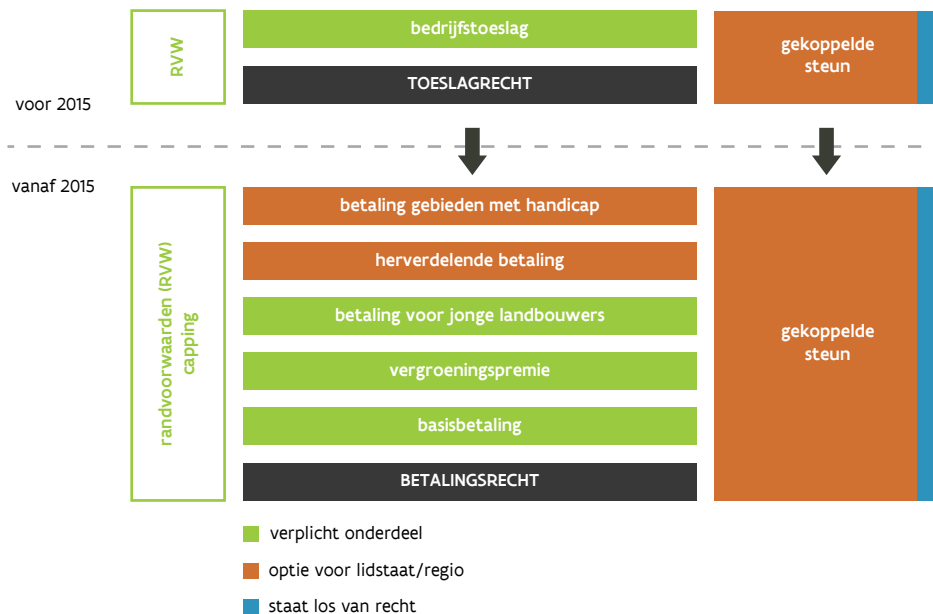 voor 2015
RVW
bedrijfstoeslag
TOESLAGRECHT
gekoppelde
steun
vanaf 2015
randvoorwaarden (RVW)
capping
betaling gebieden met handicap
herverdelende betaling
betaling voor jonge landbouwers
vergroeningspremie
basisbetaling
BETALINGSRECHT
gekoppelde
steun
verplicht onderdeel
optie voor lidstaat/regio
staat los van recht